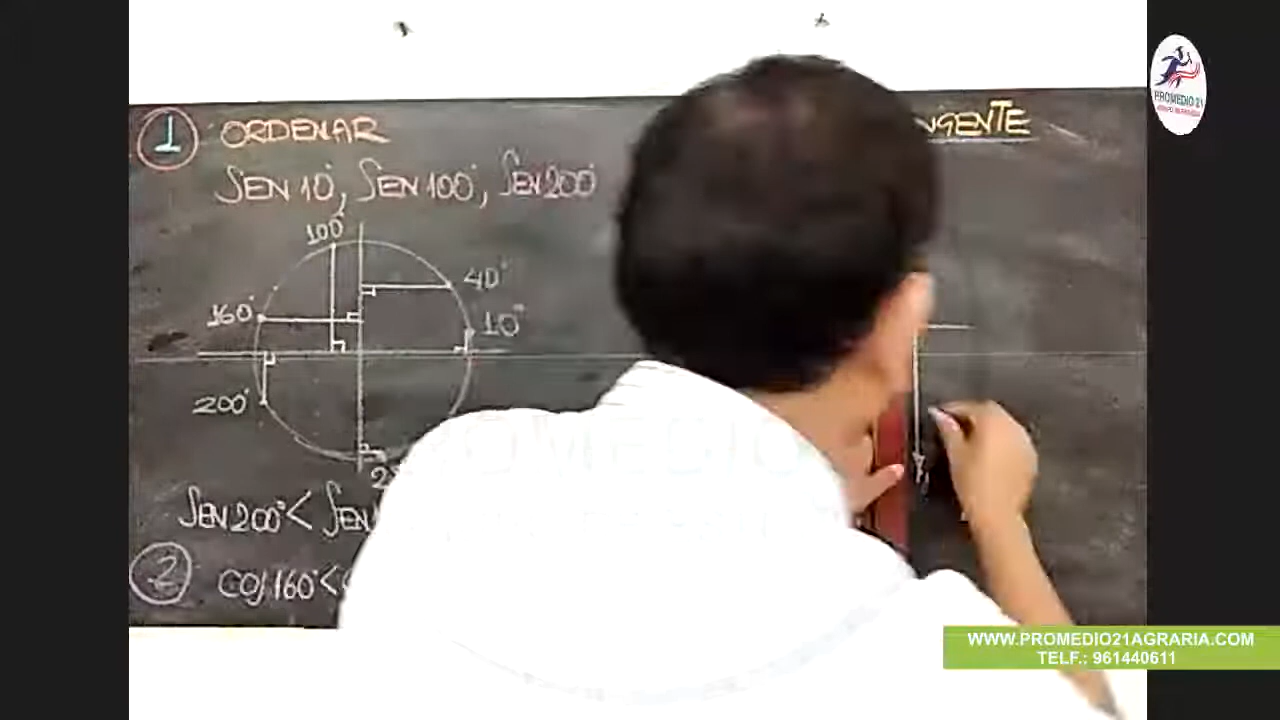 1 ORDENAR
SEN 10°, SEN 100°, SEN 200°
100°
40°
160°
10°
200°
SEN 200° < SEN
2 COS 160° <
NGENTE
PROMEDIO 21
WWW.PROMEDIO21AGRARIA.COM
TELF.: 961440611